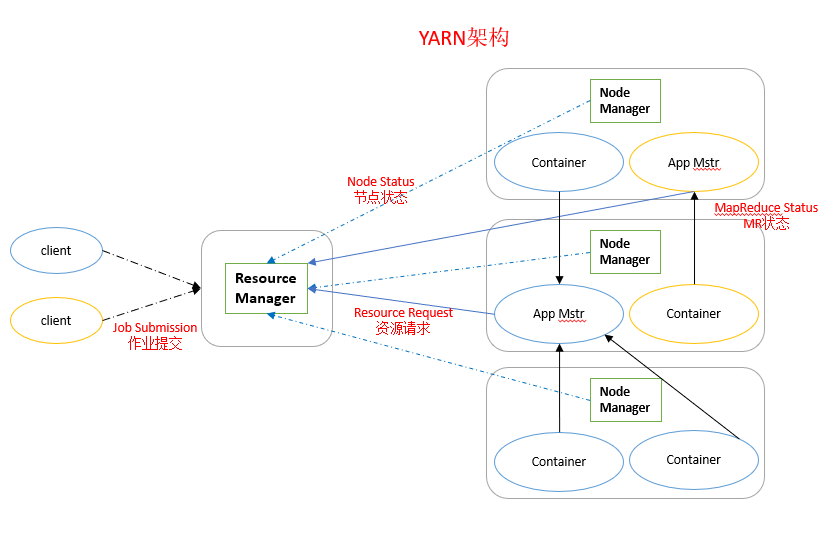 YARN架构
Node
Manager
Container
App Mstr
Node Status
节点状态
MapReduce Status
MR状态
client
Resource
Manager
Node
Manager
client
Job Submission
作业提交
Resource Request
资源请求
App Mstr
Container
Node
Manager
Container
Container